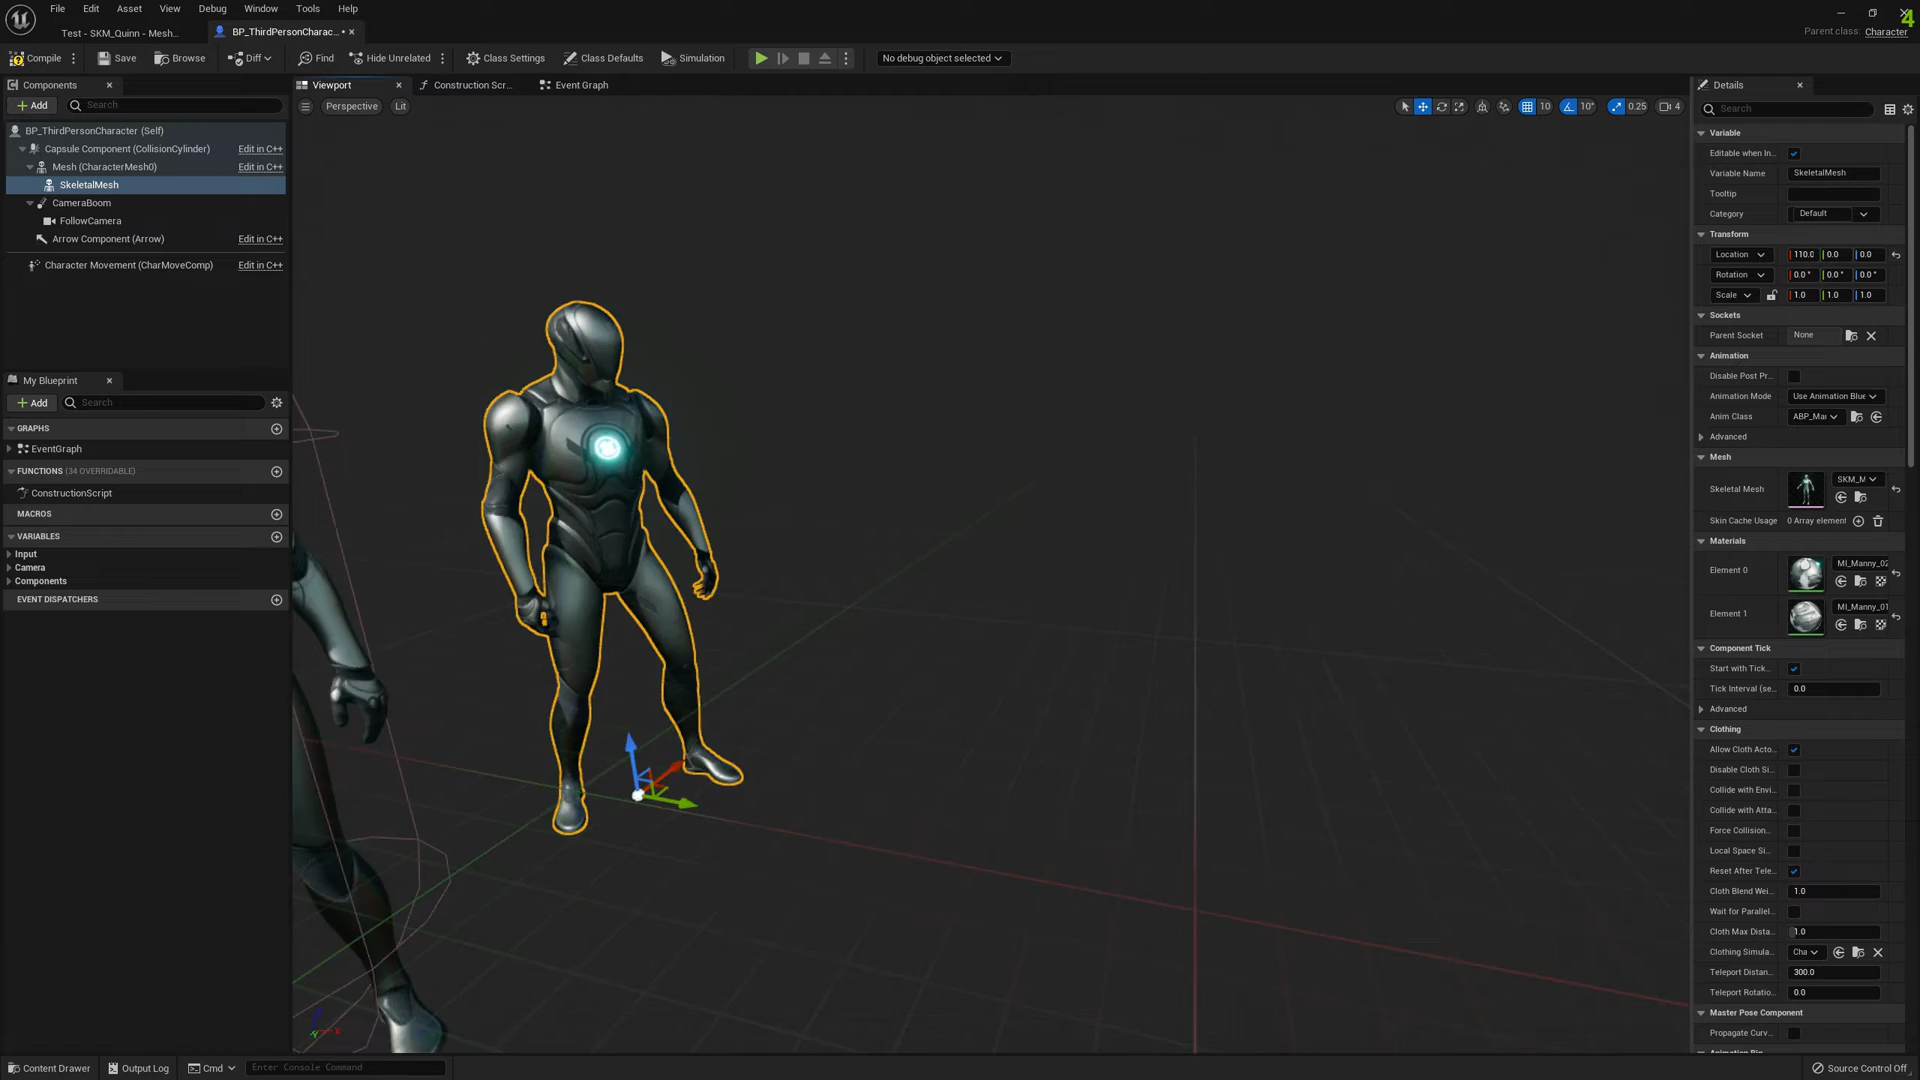 File Edit Asset View Debug Window Tools Help
Test - SKM_Quinn - Mesh...
BP_ThirdPersonCharac... •
4
Parent class: Character
Compile
Save
Browse
Diff
Find
Hide Unrelated
Class Settings
Class Defaults
Simulation
No debug object selected
Components
Viewport
Construction Scr...
Event Graph
Details
Add
Search
Perspective
Lit
10
10°
0.25
4
Search
BP_ThirdPersonCharacter (Self)
Capsule Component (CollisionCylinder) Edit in C++
Mesh (CharacterMesh0) Edit in C++
SkeletalMesh
CameraBoom
FollowCamera
Arrow Component (Arrow) Edit in C++
Character Movement (CharMoveComp) Edit in C++
My Blueprint
Add
Search
GRAPHS
EventGraph
FUNCTIONS (34 OVERRIDABLE)
ConstructionScript
MACROS
VARIABLES
Input
Camera
Components
EVENT DISPATCHERS
Variable
Editable when In...
Variable Name SkeletalMesh
Tooltip
Category Default
Transform
Location 110.0 0.0 0.0
Rotation 0.0° 0.0° 0.0°
Scale 1.0 1.0 1.0
Sockets
Parent Socket None
Animation
Disable Post Pr...
Animation Mode Use Animation Blue
Anim Class ABP_Ma
Advanced
Mesh
Skeletal Mesh SKM_M
Skin Cache Usage 0 Array element
Materials
Element 0 MI_Manny_02
Element 1 MI_Manny_01
Component Tick
Start with Tick...
Tick Interval (se... 0.0
Advanced
Clothing
Allow Cloth Acto...
Disable Cloth Si...
Collide with Envi...
Collide with Atta...
Force Collision...
Local Space Si...
Reset After Tele...
Cloth Blend Wei... 1.0
Wait for Parallel...
Cloth Max Dista... 1.0
Clothing Simula... Cha
Teleport Distan... 300.0
Teleport Rotatio... 0.0
Master Pose Component
Propagate Curv...
Content Drawer
Output Log
Cmd
Enter Console Command
Source Control Off